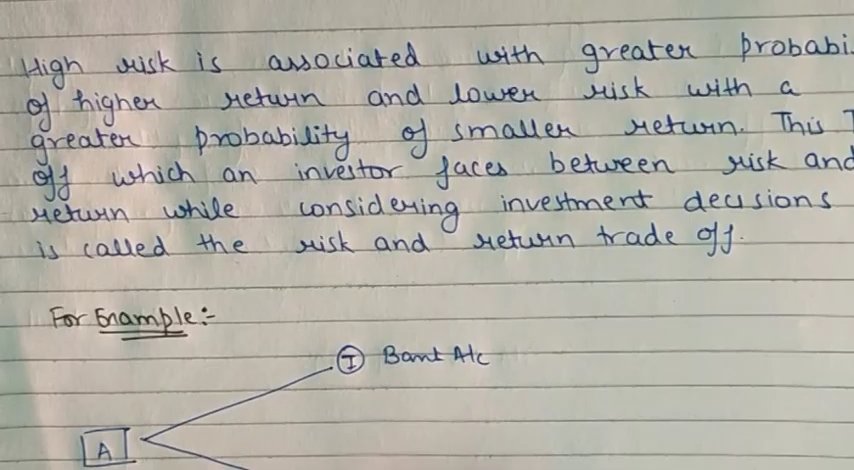 High risk is associated with greater probabi
of higher return and lower risk with a
greater probability of smaller return. This T
off which an investor faces between risk and
return while considering investment decisions
is called the risk and return trade off.
For Example:-
I Bank A/c
A